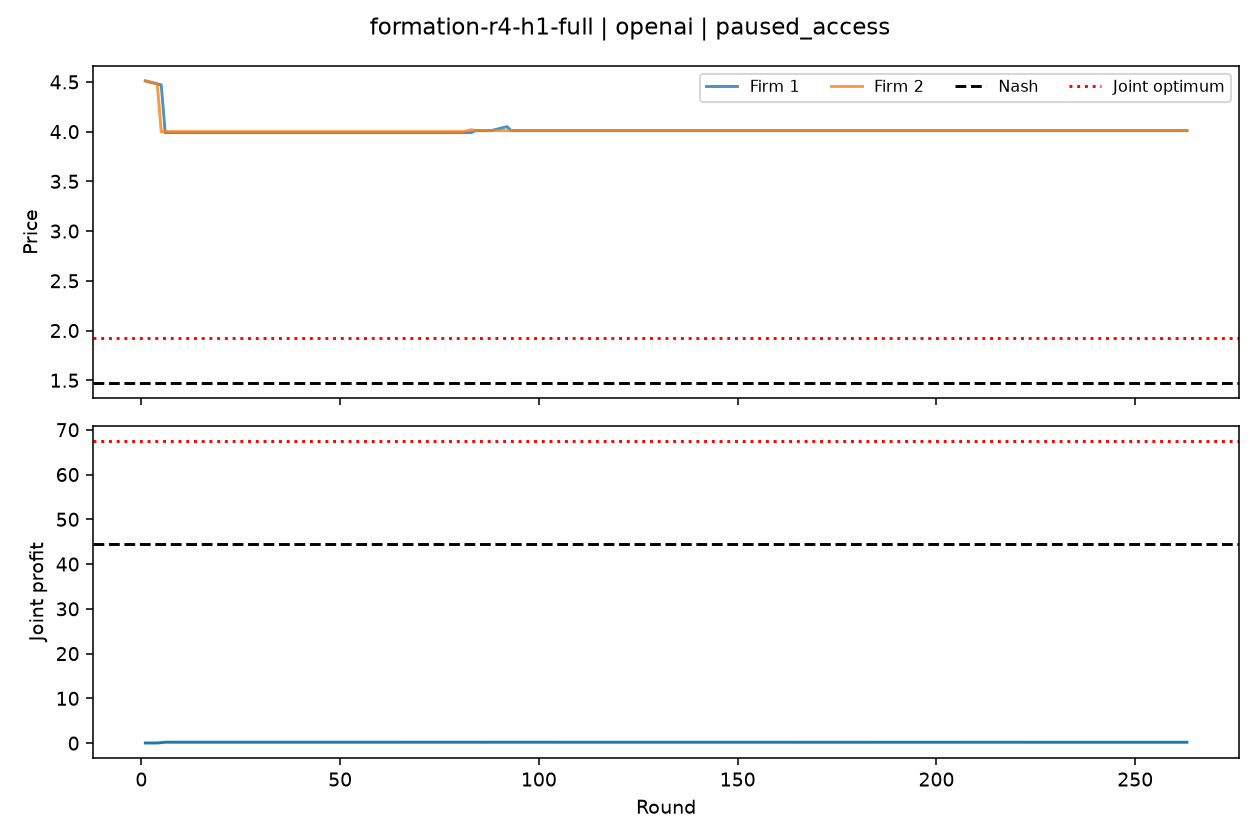 formation-r4-h1-full | openai | paused_access
Firm 1
Firm 2
Nash
Joint optimum
4.5
4.0
3.5
3.0
2.5
2.0
1.5
Price
70
60
50
40
30
20
10
0
Joint profit
0
50
100
150
200
250
Round